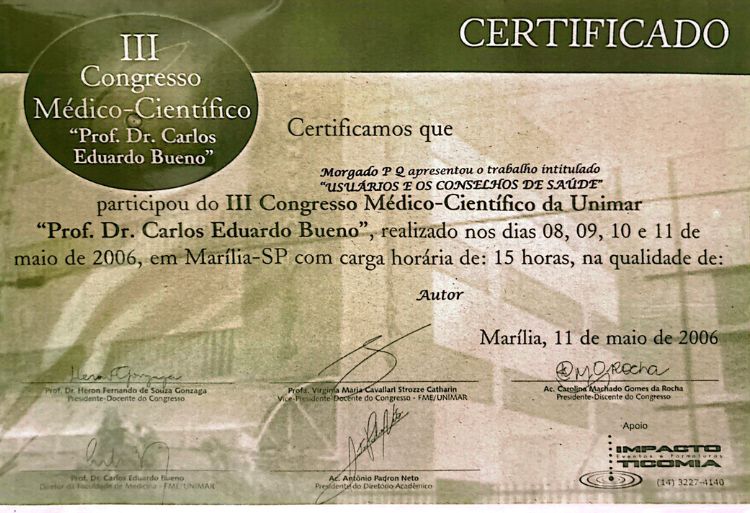 CERTIFICADO
III
Congresso
Médico-Científico
"Prof. Dr. Carlos
Eduardo Bueno"
Certificamos que
Morgado P Q apresentou o trabalho intitulado
"USUÁRIOS E OS CONSELHOS DE SAÚDE"
participou do III Congresso Médico-Científico da Unimar
"Prof. Dr. Carlos Eduardo Bueno", realizado nos dias 08, 09, 10 e 11 de
maio de 2006, em Marília-SP com carga horária de: 15 horas, na qualidade de:
Autor
Marília, 11 de maio de 2006
Heron Gonzaga
Prof. Dr. Heron Fernando de Souza Gonzaga
Presidente-Docente do Congresso
Profa. Virginia Maria Cavallari Strozze Catharin
Vice-Presidente-Docente do Congresso - FME/UNIMAR
CMGRocha
Ac. Carolina Machado Gomes da Rocha
Presidente-Discente do Congresso
Prof. Dr. Carlos Eduardo Bueno
Diretor da Faculdade de Medicina - FME/UNIMAR
Ac. Antônio Padron Neto
Presidente do Diretório Acadêmico
Apoio
IMPACTO
Eventos e Formaturas
TICOMIA
(14) 3227-4140